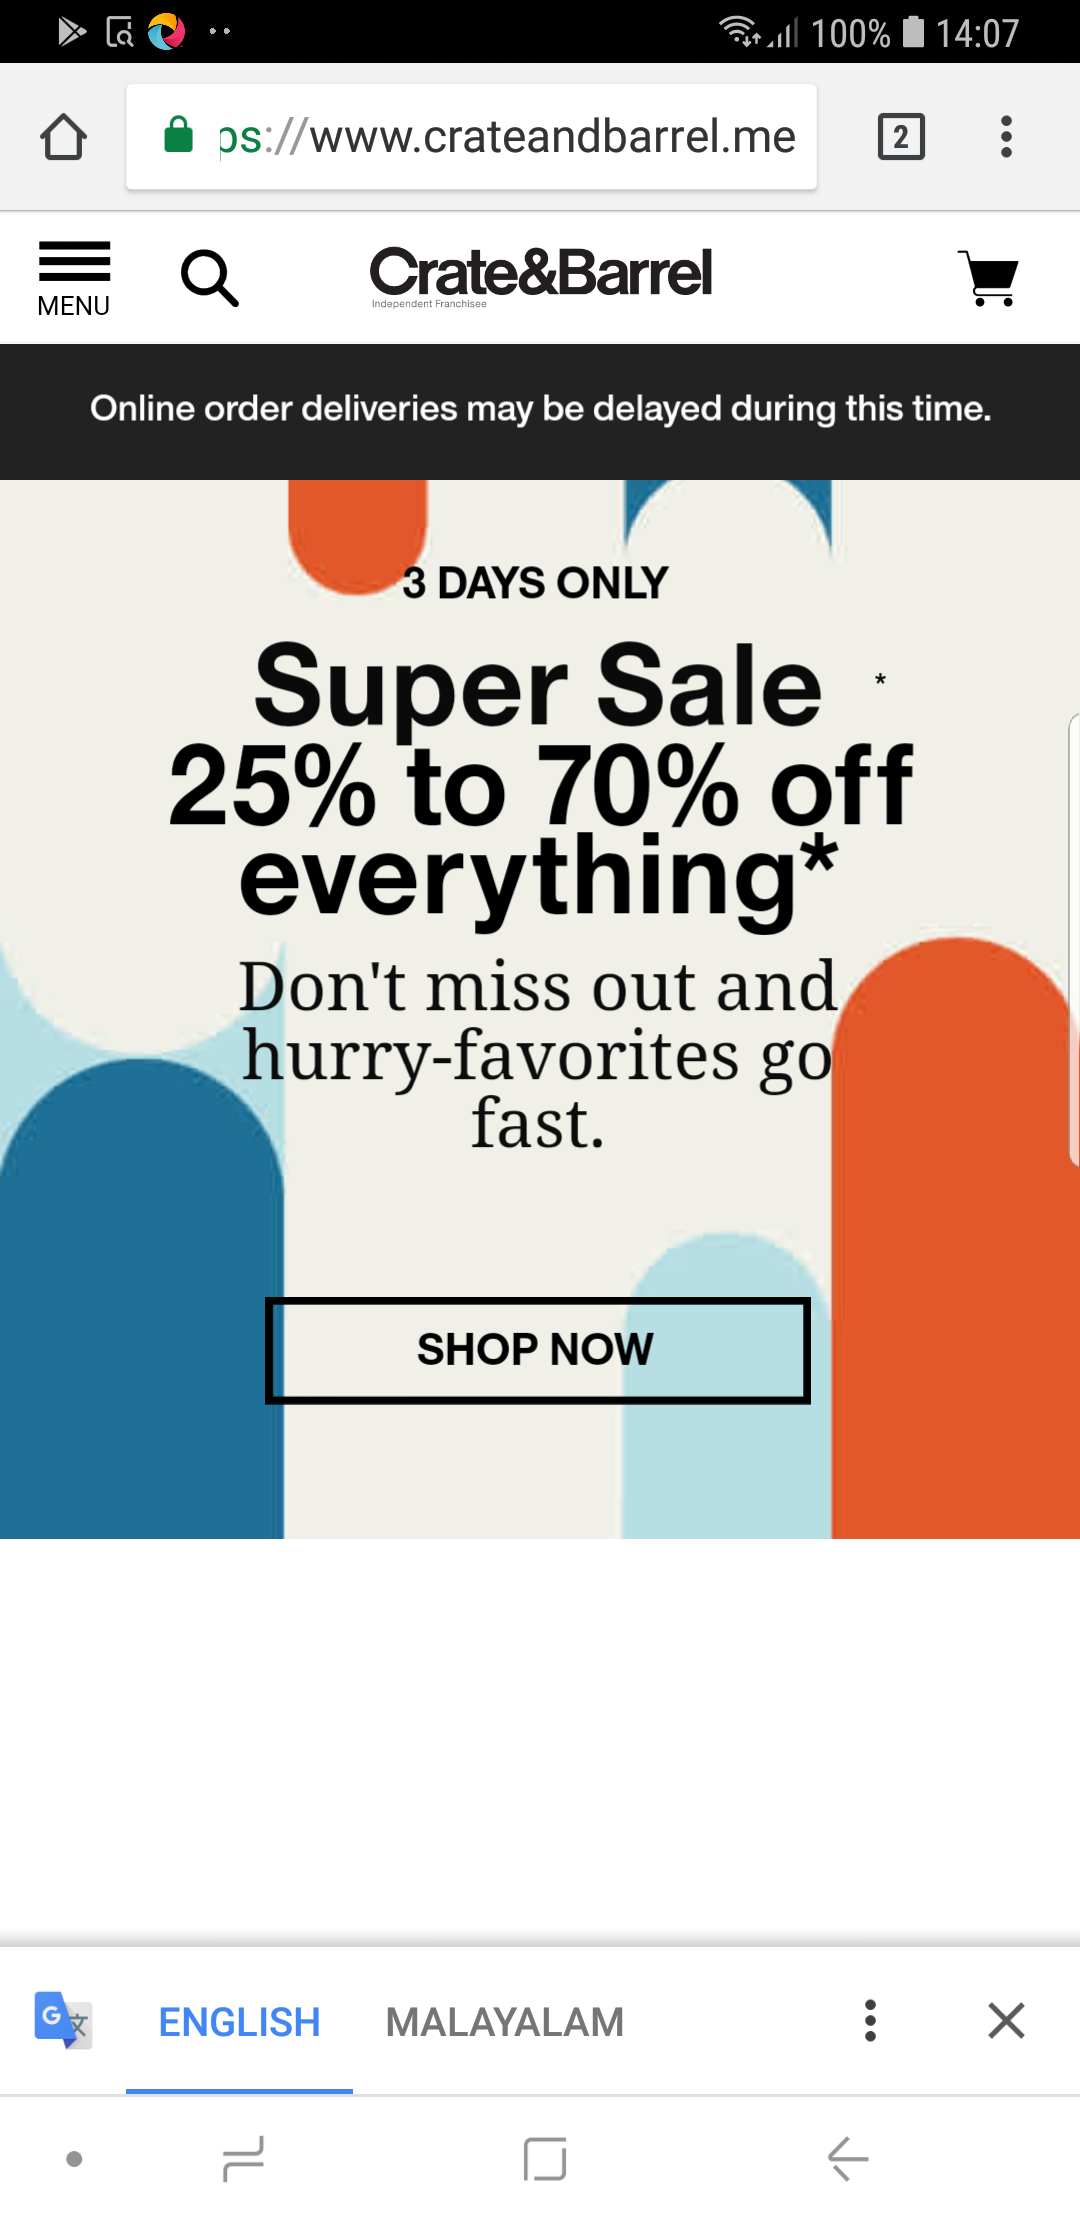 100% 14:07
ps://www.crateandbarrel.me
2
MENU
Crate&Barrel
Independent Franchisee
Online order deliveries may be delayed during this time.
3 DAYS ONLY
Super Sale *
25% to 70% off
everything*
Don't miss out and
hurry-favorites go
fast.
SHOP NOW
G 文
ENGLISH MALAYALAM